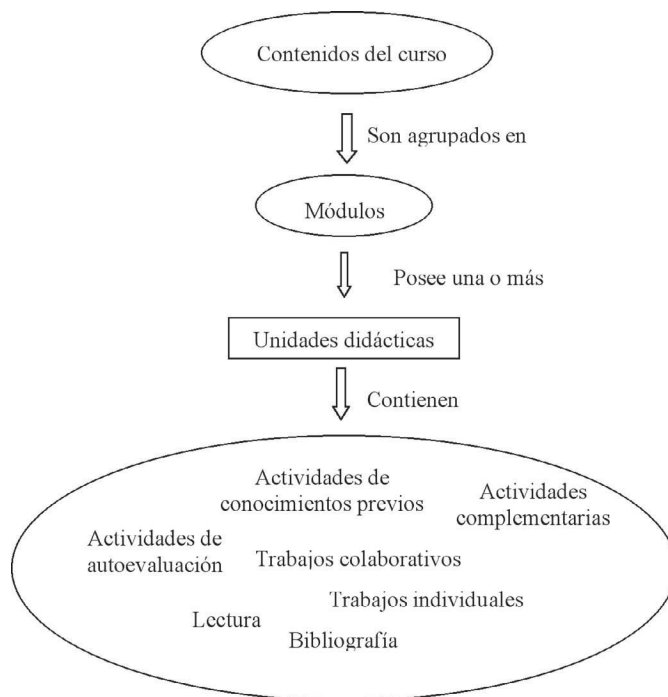 Contenidos del curso
Son agrupados en
Módulos
Posee una o más
Unidades didácticas
Contienen
Actividades de
conocimientos previos
Actividades
complementarias
Actividades de
autoevaluación
Trabajos colaborativos
Trabajos individuales
Lectura
Bibliografía